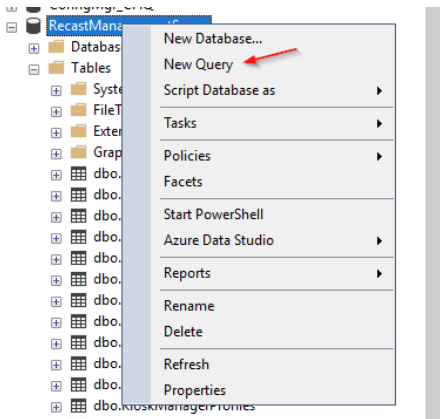 RecastMana
New Database...
Databas
New Query
Tables
Script Database as
Syste
FileT
Tasks
Exter
Grap
Policies
dbo.
Facets
dbo.
dbo.
Start PowerShell
dbo.
Azure Data Studio
dbo.
dbo.
Reports
dbo.
Rename
dbo.
Delete
dbo.
Refresh
dbo.
Properties
dbo.KioskManagerProfiles